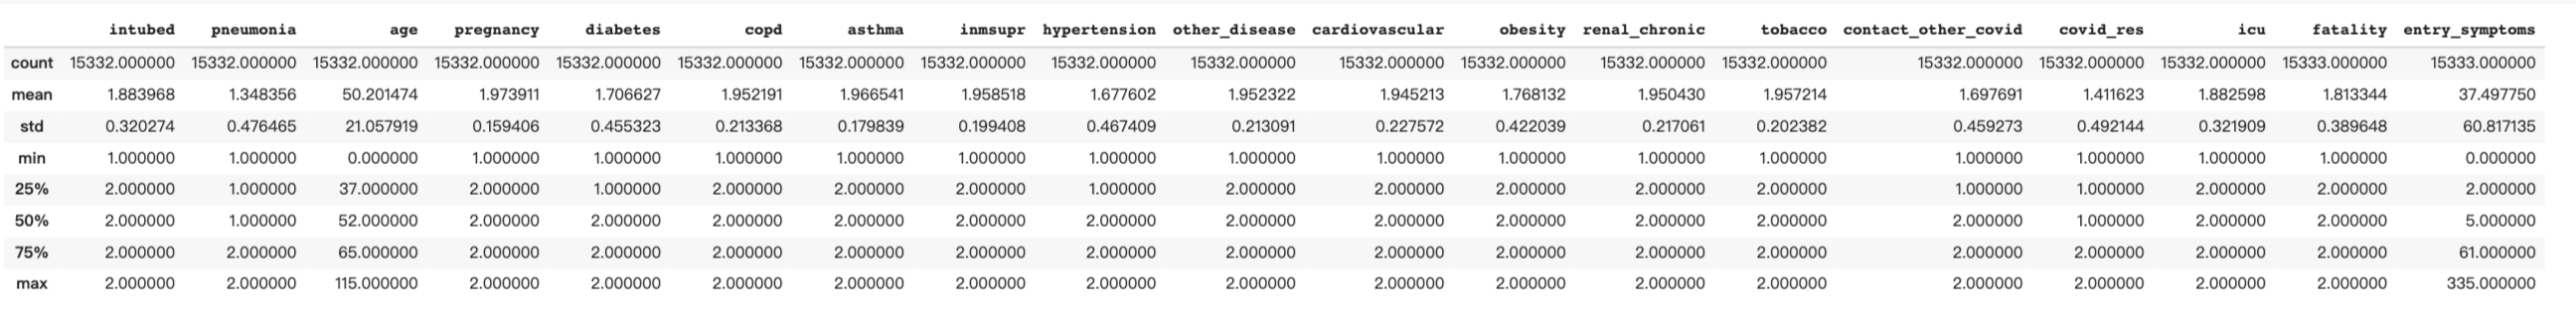 intubed pneumonia age pregnancy diabetes copd asthma inmsupr hypertension other_disease cardiovascular obesity renal_chronic tobacco contact_other_covid covid_res icu fatality entry_symptoms
count 15332.000000 15332.000000 15332.000000 15332.000000 15332.000000 15332.000000 15332.000000 15332.000000 15332.000000 15332.000000 15332.000000 15332.000000 15332.000000 15332.000000 15332.000000 15332.000000 15332.000000 15333.000000 15333.000000
mean 1.883968 1.348356 50.201474 1.973911 1.706627 1.952191 1.966541 1.958518 1.677602 1.952322 1.945213 1.768132 1.950430 1.957214 1.697691 1.411623 1.882598 1.813344 37.497750
std 0.320274 0.476465 21.057919 0.159406 0.455323 0.213368 0.179839 0.199408 0.467409 0.213091 0.227572 0.422039 0.217061 0.202382 0.459273 0.492144 0.321909 0.389648 60.817135
min 1.000000 1.000000 0.000000 1.000000 1.000000 1.000000 1.000000 1.000000 1.000000 1.000000 1.000000 1.000000 1.000000 1.000000 1.000000 1.000000 1.000000 1.000000 0.000000
25% 2.000000 1.000000 37.000000 2.000000 1.000000 2.000000 2.000000 2.000000 1.000000 2.000000 2.000000 2.000000 2.000000 2.000000 1.000000 1.000000 2.000000 2.000000 2.000000
50% 2.000000 1.000000 52.000000 2.000000 2.000000 2.000000 2.000000 2.000000 2.000000 2.000000 2.000000 2.000000 2.000000 2.000000 2.000000 1.000000 2.000000 2.000000 5.000000
75% 2.000000 2.000000 65.000000 2.000000 2.000000 2.000000 2.000000 2.000000 2.000000 2.000000 2.000000 2.000000 2.000000 2.000000 2.000000 2.000000 2.000000 2.000000 61.000000
max 2.000000 2.000000 115.000000 2.000000 2.000000 2.000000 2.000000 2.000000 2.000000 2.000000 2.000000 2.000000 2.000000 2.000000 2.000000 2.000000 2.000000 2.000000 335.000000